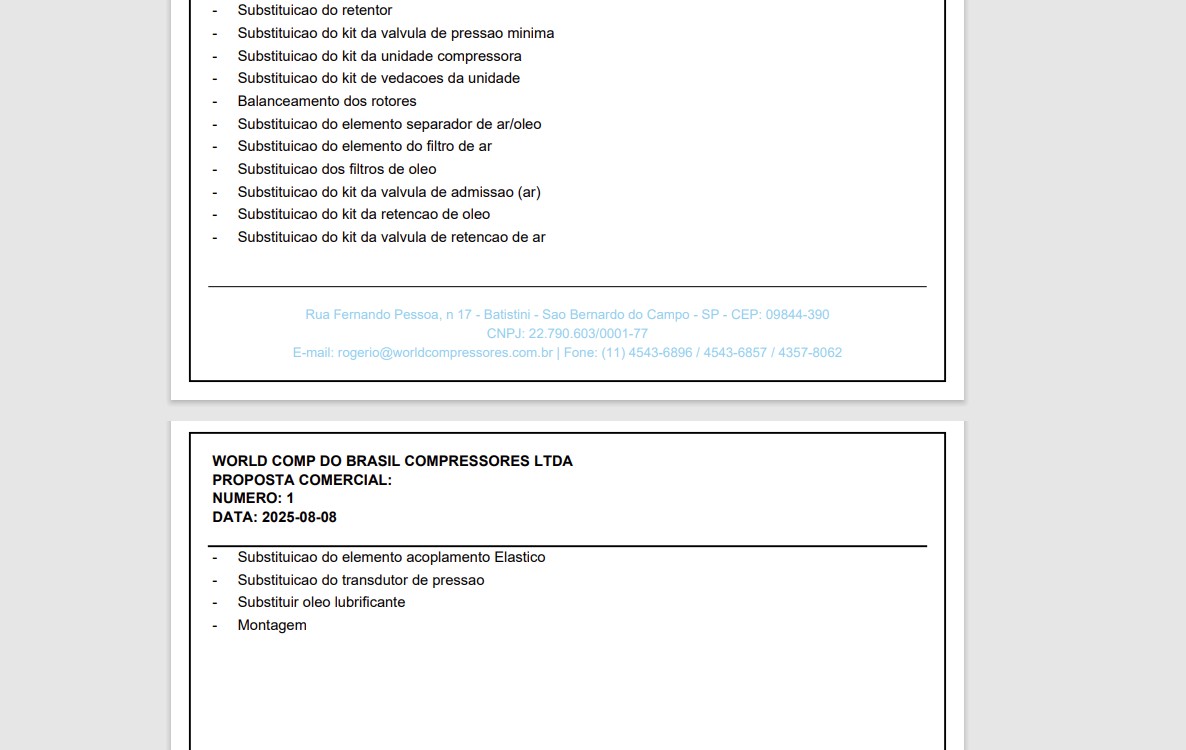 - Substituicao do retentor
- Substituicao do kit da valvula de pressao minima
- Substituicao do kit da unidade compressora
- Substituicao do kit de vedacoes da unidade
- Balanceamento dos rotores
- Substituicao do elemento separador de ar/oleo
- Substituicao do elemento do filtro de ar
- Substituicao dos filtros de oleo
- Substituicao do kit da valvula de admissao (ar)
- Substituicao do kit da retencao de oleo
- Substituicao do kit da valvula de retencao de ar
Rua Fernando Pessoa, n 17 - Batistini - Sao Bernardo do Campo - SP - CEP: 09844-390
CNPJ: 22.790.603/0001-77
E-mail: rogerio@worldcompressores.com.br | Fone: (11) 4543-6896 / 4543-6857 / 4357-8062
WORLD COMP DO BRASIL COMPRESSORES LTDA
PROPOSTA COMERCIAL:
NUMERO: 1
DATA: 2025-08-08
- Substituicao do elemento acoplamento Elastico
- Substituicao do transdutor de pressao
- Substituir oleo lubrificante
- Montagem